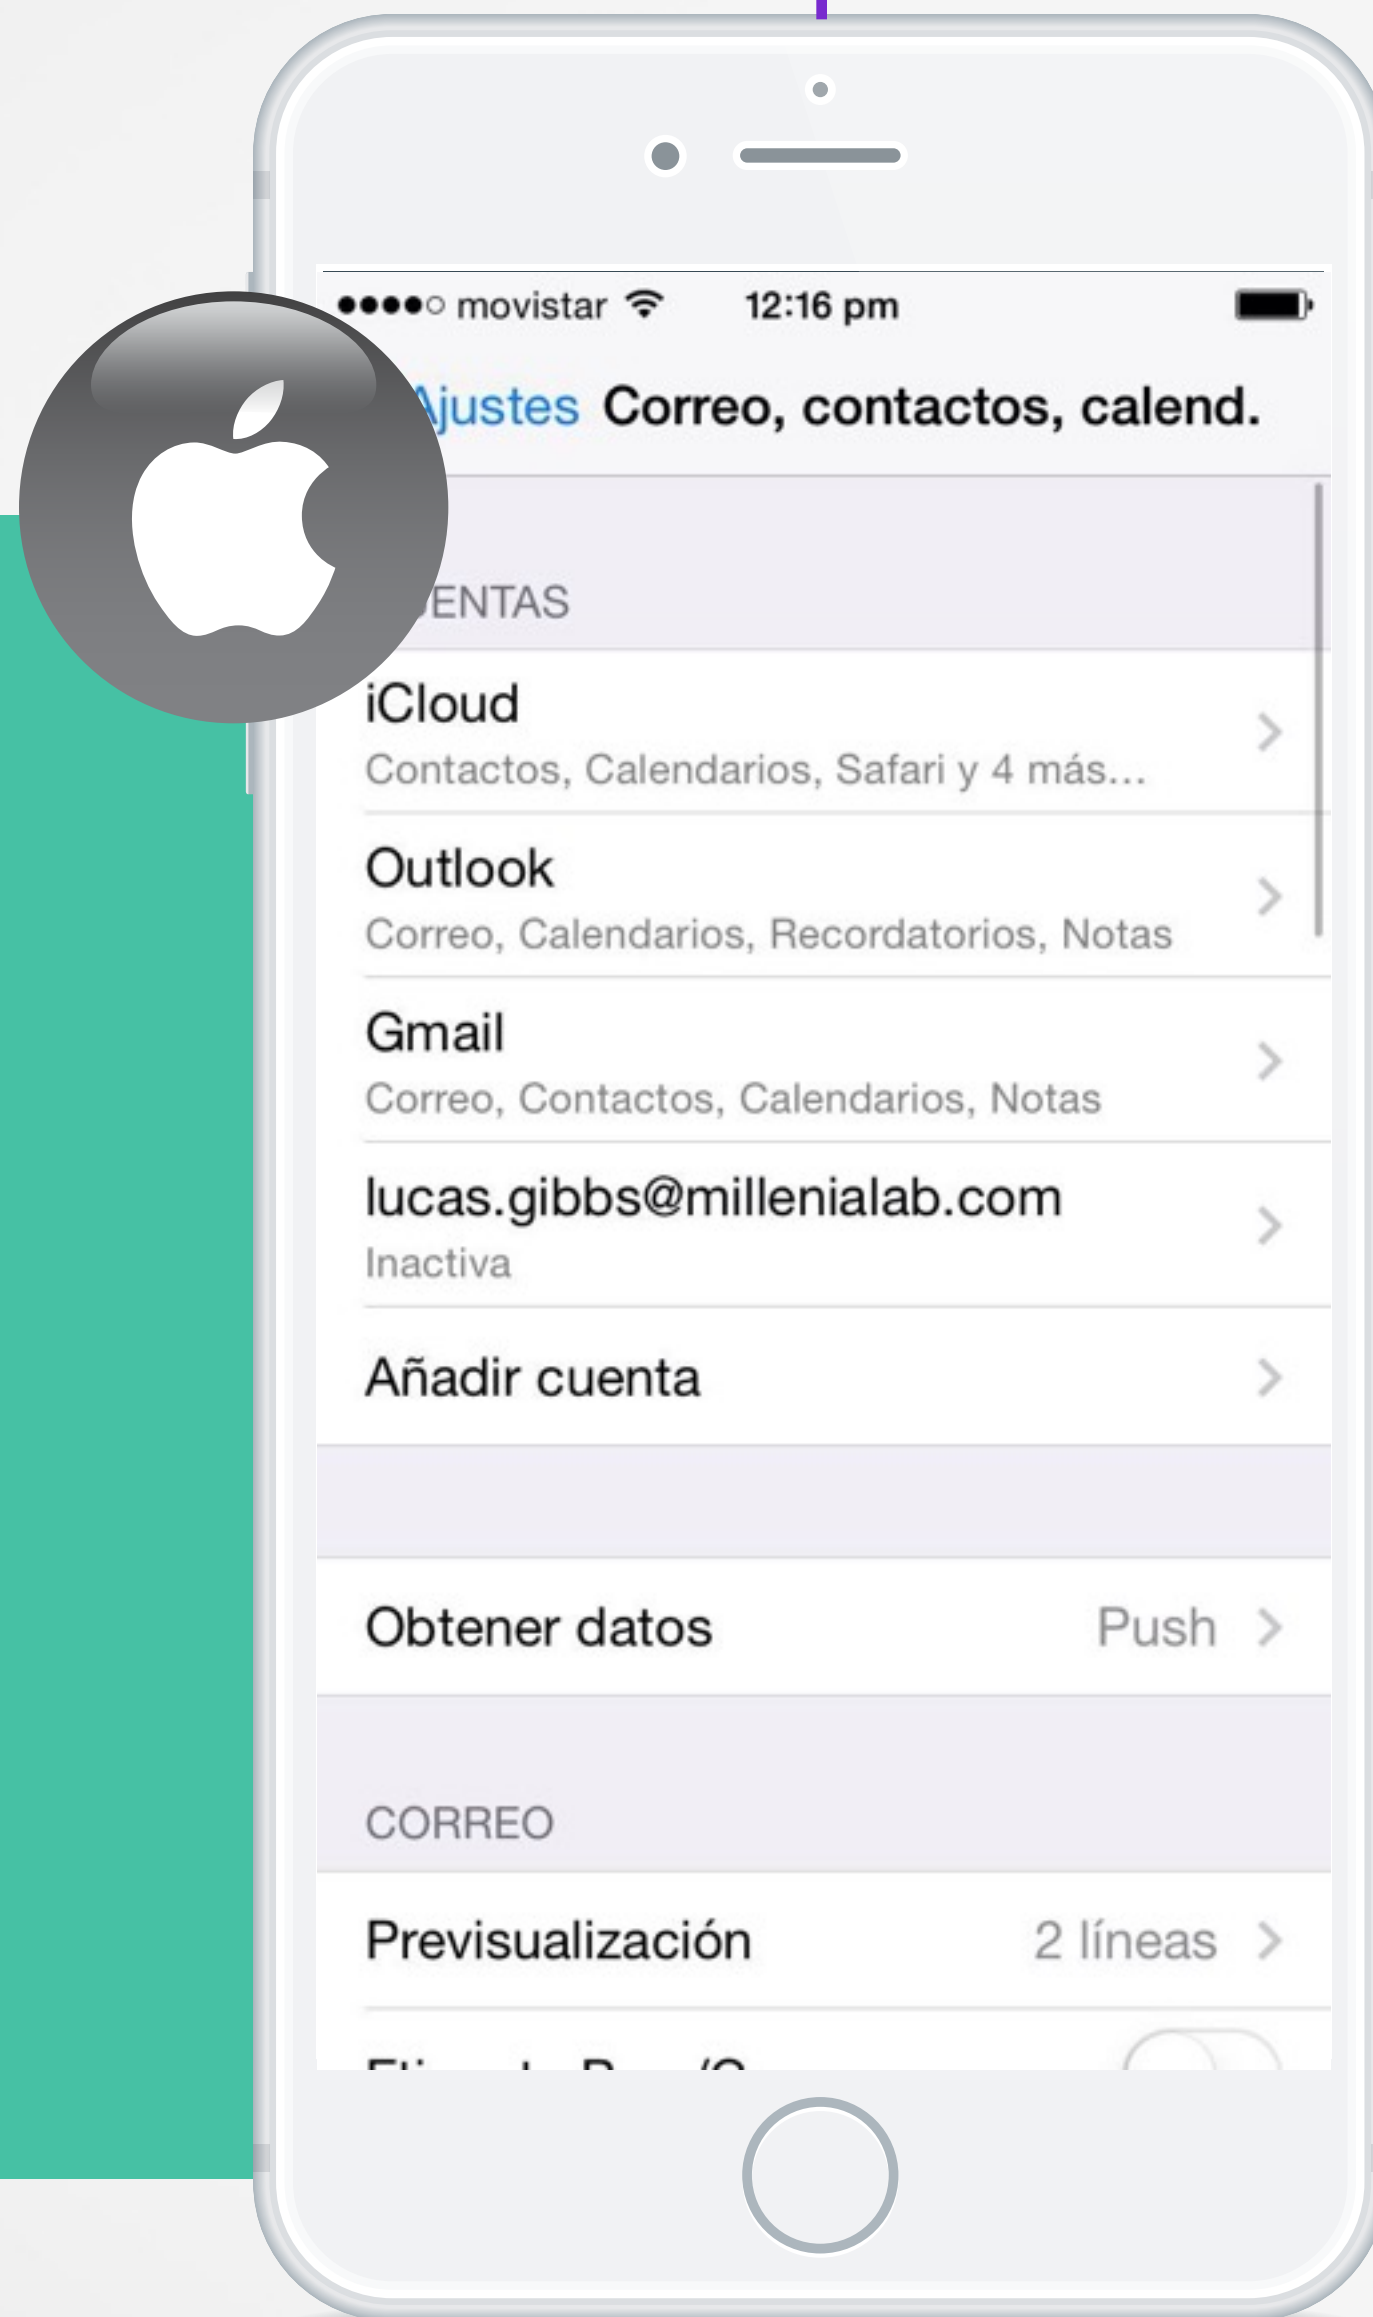 movistar 12:16 pm
Ajustes Correo, contactos, calend.
ENTAS
iCloud
Contactos, Calendarios, Safari y 4 más...
Outlook
Correo, Calendarios, Recordatorios, Notas
Gmail
Correo, Contactos, Calendarios, Notas
lucas.gibbs@millenialab.com
Inactiva
Añadir cuenta
Obtener datos Push
CORREO
Previsualización 2 líneas